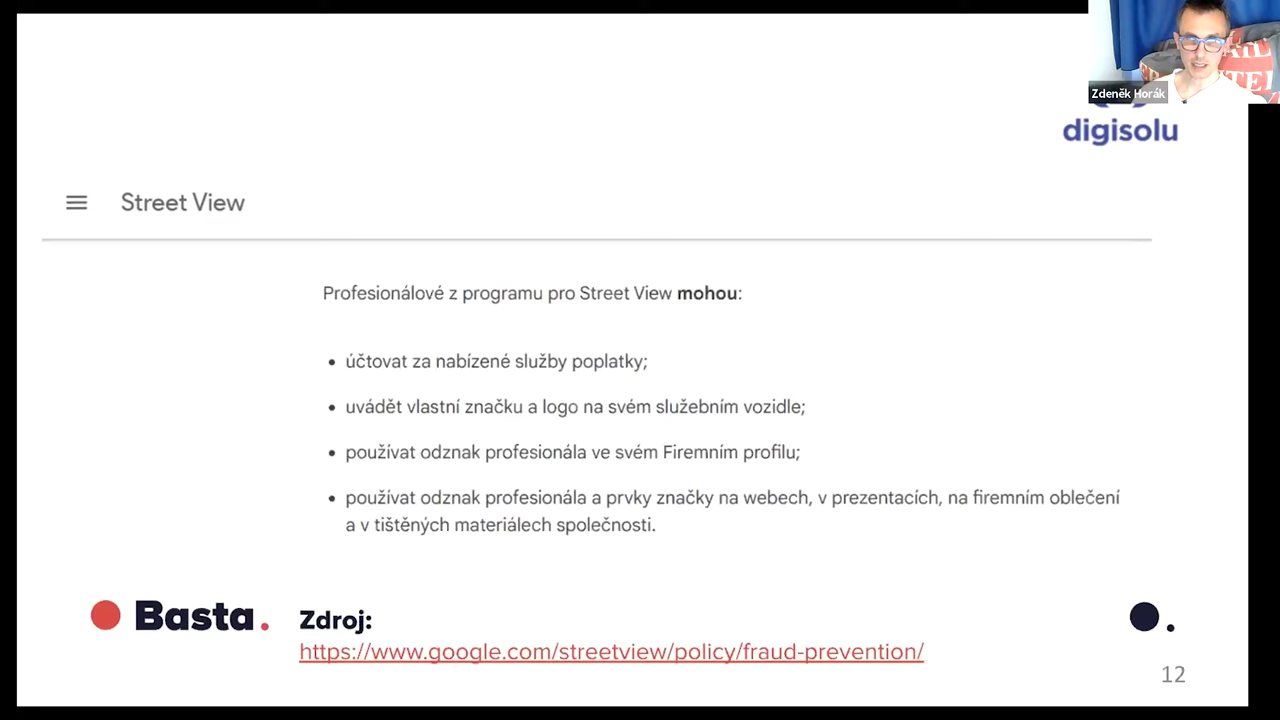 Zdeněk Horák
digisolu
Street View
Profesionálové z programu pro Street View mohou:
• účtovat za nabízené služby poplatky;
• uvádět vlastní značku a logo na svém služebním vozidle;
• používat odznak profesionála ve svém Firemním profilu;
• používat odznak profesionála a prvky značky na webech, v prezentacích, na firemním oblečení
a v tištěných materiálech společnosti.
Basta.
Zdroj:
https://www.google.com/streetview/policy/fraud-prevention/
12